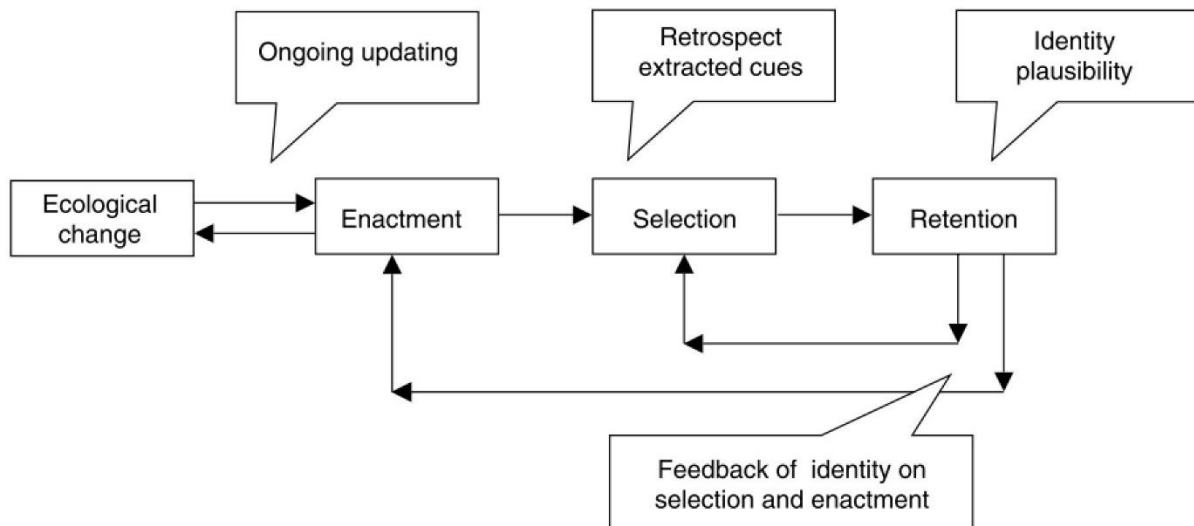 Ongoing updating
Retrospect
extracted cues
Identity
plausibility
Ecological
change
Enactment
Selection
Retention
Feedback of identity on
selection and enactment